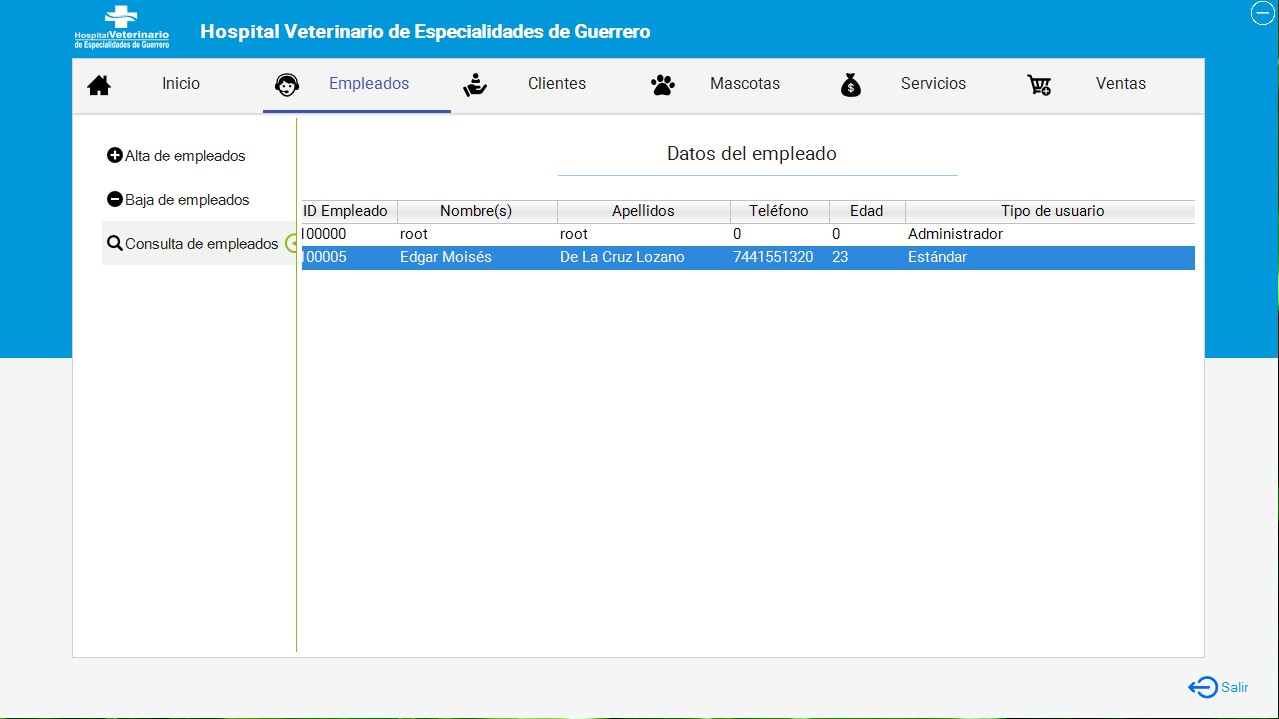 HospitalVeterinario
de Especialidades de Guerrero
Hospital Veterinario de Especialidades de Guerrero
Inicio Empleados Clientes Mascotas Servicios Ventas
Alta de empleados
Baja de empleados
Consulta de empleados
Datos del empleado
ID Empleado Nombre(s) Apellidos Teléfono Edad Tipo de usuario
100000 root root 0 0 Administrador
100005 Edgar Moisés De La Cruz Lozano 7441551320 23 Estándar
Salir